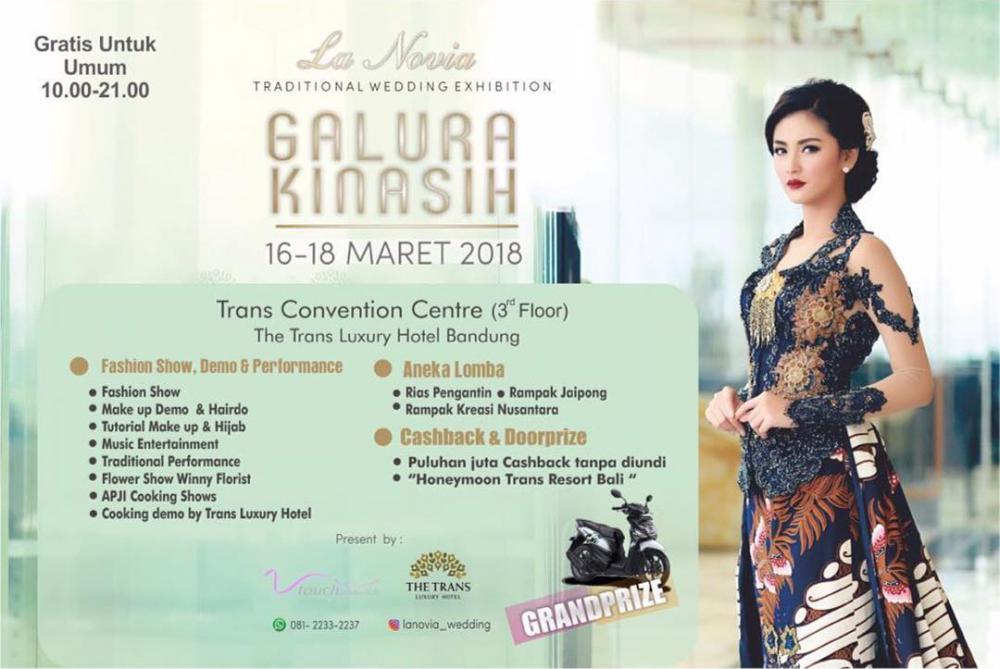 Gratis Untuk
Umum
10.00-21.00
La Novia
TRADITIONAL WEDDING EXHIBITION
GALURA
KINASIH
16-18 MARET 2018
Trans Convention Centre (3rd Floor)
The Trans Luxury Hotel Bandung
Fashion Show, Demo & Performance
Fashion Show
Make up Demo & Hairdo
Tutorial Make up & Hijab
Music Entertainment
Traditional Performance
Flower Show Winny Florist
APJI Cooking Shows
Cooking demo by Trans Luxury Hotel
Aneka Lomba
• Rias Pengantin • Rampak Jaipong
• Rampak Kreasi Nusantara
Cashback & Doorprize
• Puluhan juta Cashback tanpa diundi
• "Honeymoon Trans Resort Bali "
GRANDPRIZE
Present by :
touch
THE TRANS
LUXURY HOTEL
081- 2233-2237
lanovia_wedding